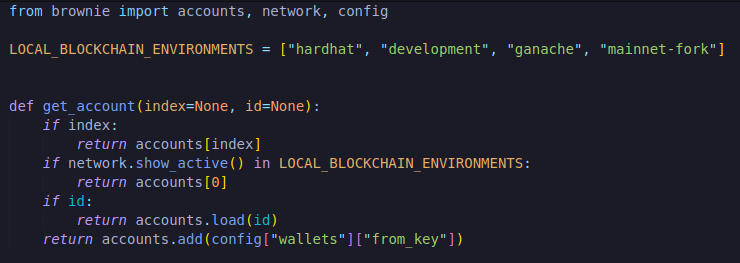 from brownie import accounts, network, config
LOCAL_BLOCKCHAIN_ENVIRONMENTS = ["hardhat", "development", "ganache", "mainnet-fork"]
def get_account(index=None, id=None):
    if index:
        return accounts[index]
    if network.show_active() in LOCAL_BLOCKCHAIN_ENVIRONMENTS:
        return accounts[0]
    if id:
        return accounts.load(id)
    return accounts.add(config["wallets"]["from_key"])